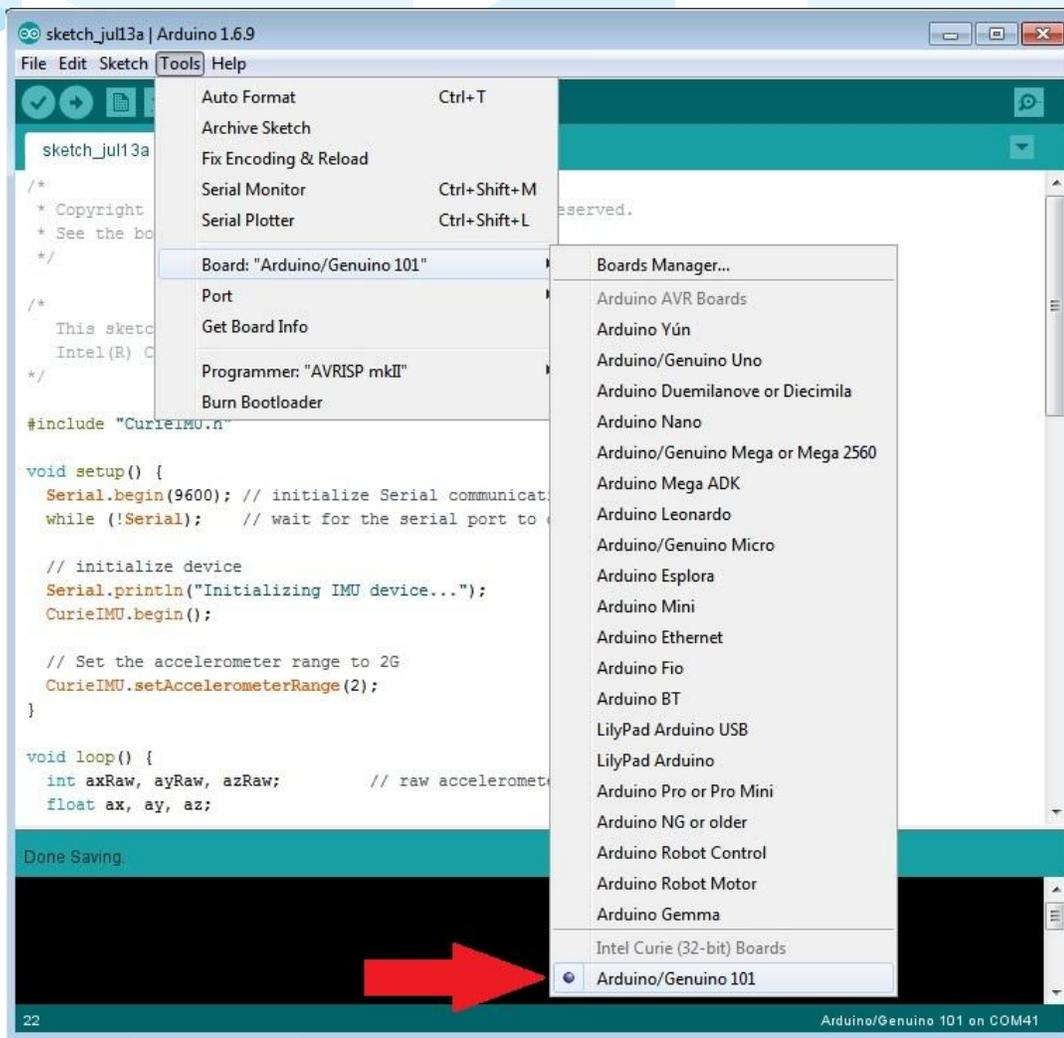 sketch_jul13a | Arduino 1.6.9
File Edit Sketch Tools Help
Auto Format Ctrl+T
Archive Sketch
Fix Encoding & Reload
Serial Monitor Ctrl+Shift+M
Serial Plotter Ctrl+Shift+L
Board: "Arduino/Genuino 101"
Port
Get Board Info
Programmer: "AVRISP mkII"
Burn Bootloader
Boards Manager...
Arduino AVR Boards
Arduino Yún
Arduino/Genuino Uno
Arduino Duemilanove or Diecimila
Arduino Nano
Arduino/Genuino Mega or Mega 2560
Arduino Mega ADK
Arduino Leonardo
Arduino/Genuino Micro
Arduino Esplora
Arduino Mini
Arduino Ethernet
Arduino Fio
Arduino BT
LilyPad Arduino USB
LilyPad Arduino
Arduino Pro or Pro Mini
Arduino NG or older
Arduino Robot Control
Arduino Robot Motor
Arduino Gemma
Intel Curie (32-bit) Boards
Arduino/Genuino 101
sketch_jul13a
/*
* Copyright eserved.
* See the bo
*/
/*
This sketc
Intel(R) C
*/
#include "CurieIMU.h"
void setup() {
Serial.begin(9600); // initialize Serial communicat
while (!Serial); // wait for the serial port to
// initialize device
Serial.println("Initializing IMU device...");
CurieIMU.begin();
// Set the accelerometer range to 2G
CurieIMU.setAccelerometerRange(2);
}
void loop() {
int axRaw, ayRaw, azRaw; // raw acceleromet
float ax, ay, az;
Done Saving.
22 Arduino/Genuino 101 on COM41